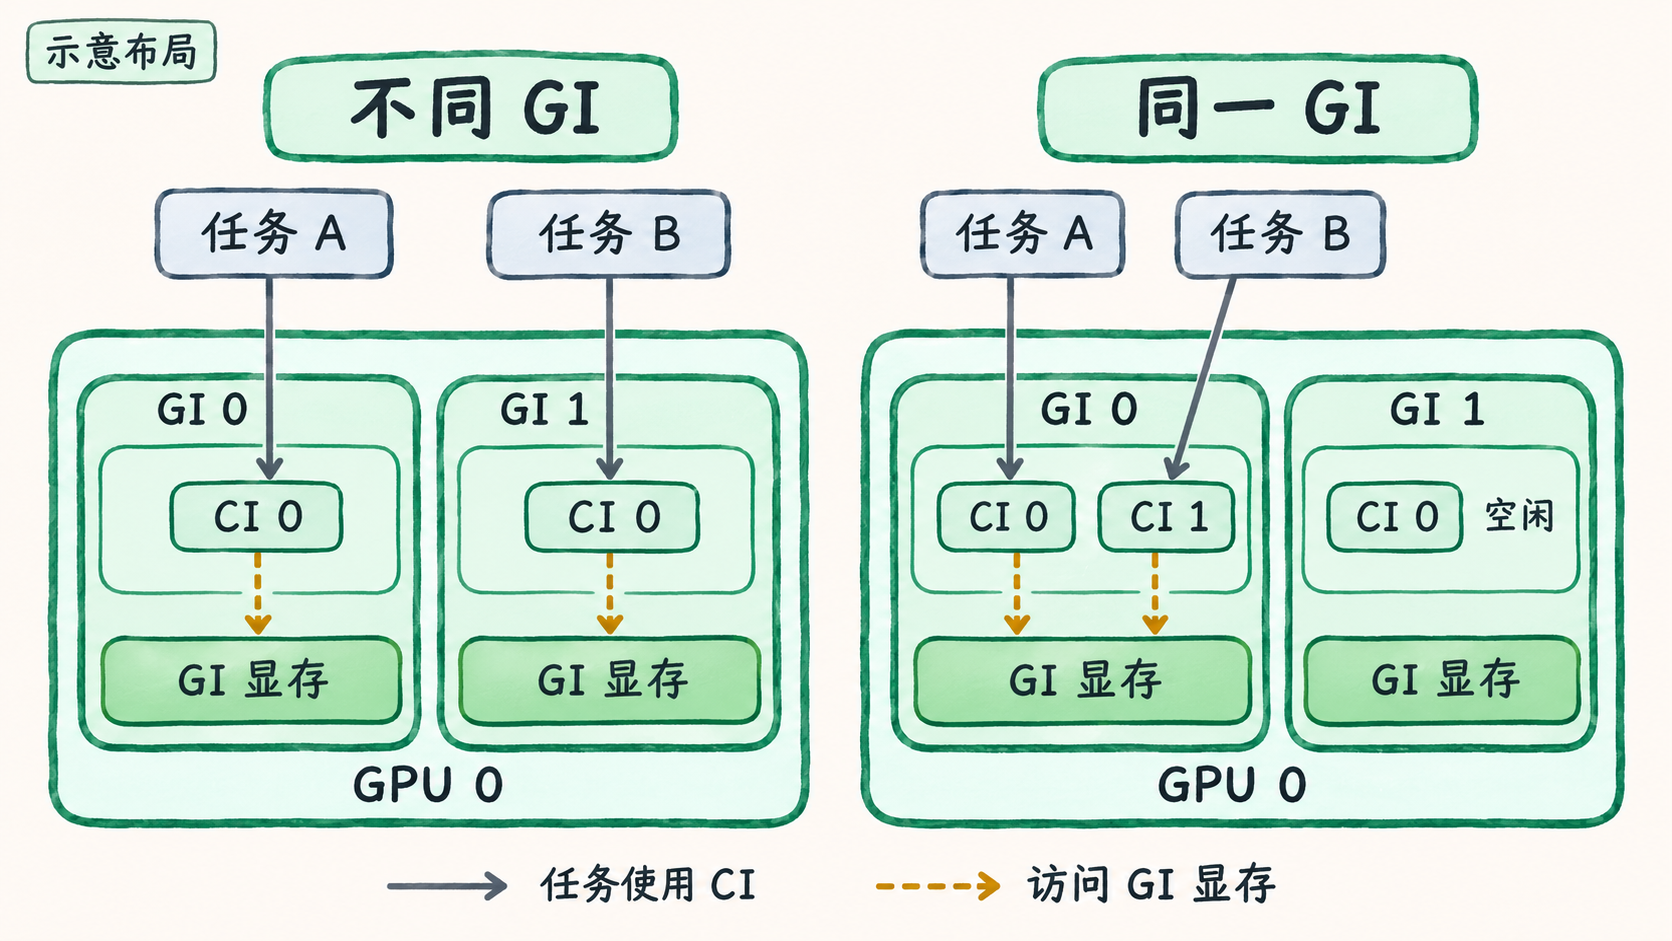 示意布局
不同 GI
任务 A
任务 B
GI 0
GI 1
CI 0
CI 0
GI 显存
GI 显存
GPU 0
同一 GI
任务 A
任务 B
GI 0
GI 1
CI 0
CI 1
CI 0
空闲
GI 显存
GI 显存
GPU 0
任务使用 CI
访问 GI 显存